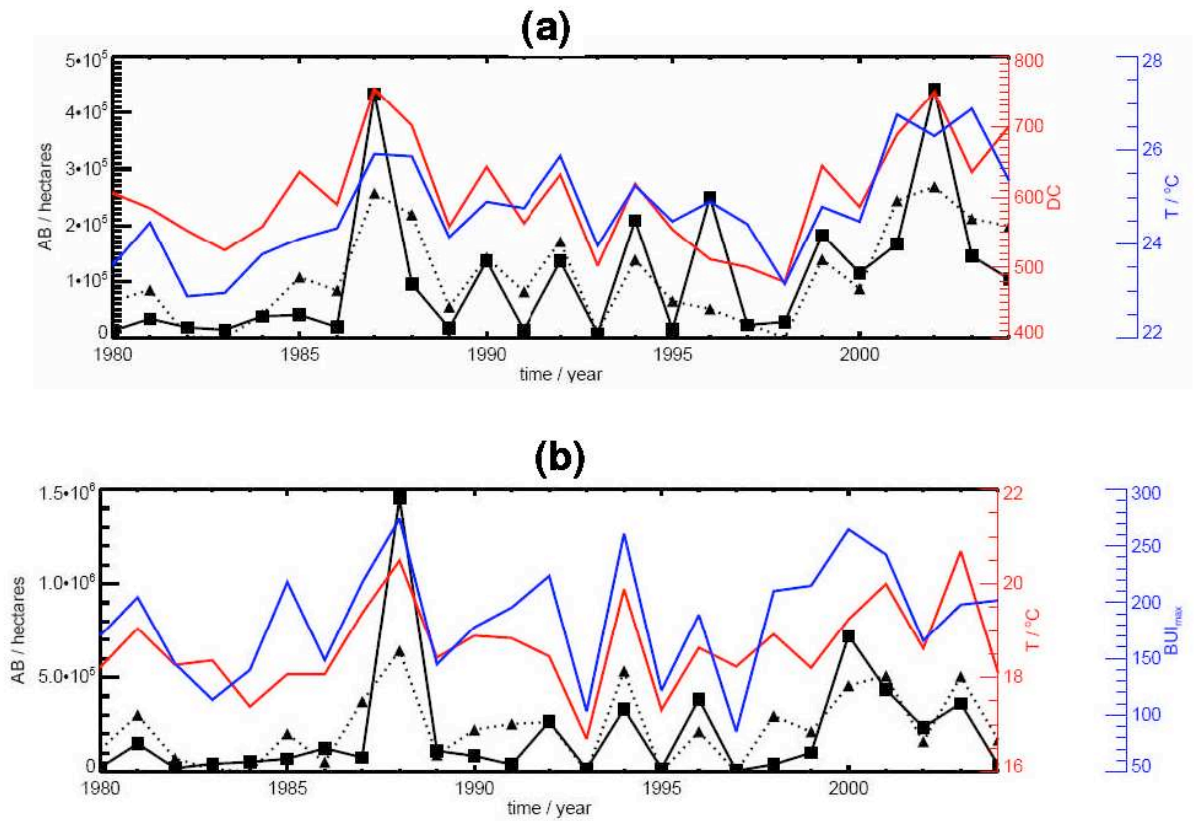 (a)
5•10⁵
4•10⁵
3•10⁵
2•10⁵
1•10⁵
0
AB / hectares
1980 1985 1990 1995 2000
time / year
800
700
600
500
400
DC
28
26
24
22
T / °C
(b)
1.5•10⁶
1.0•10⁶
5.0•10⁵
0
AB / hectares
1980 1985 1990 1995 2000
time / year
22
20
18
16
T / °C
300
250
200
150
100
50
BUI_max